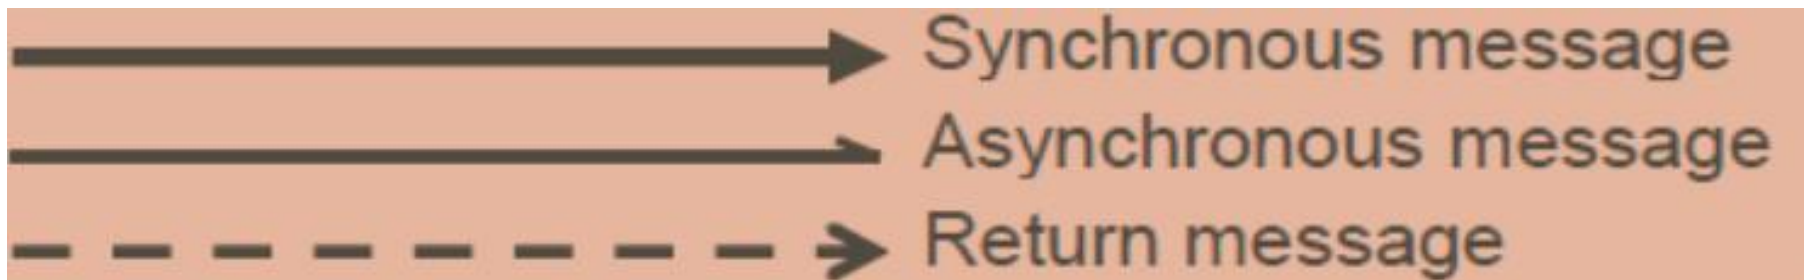 Synchronous message
Asynchronous message
Return message